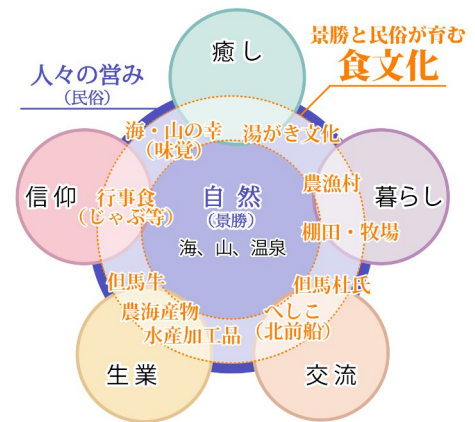 癒し
景勝と民俗が育む
食文化
人々の営み
（民俗）
海・山の幸
（味覚）
湯がき文化
信仰
行事食
（じゃぶ等）
自然
（景勝）
海、山、温泉
農漁村
暮らし
棚田・牧場
但馬牛
農海産物
水産加工品
但馬杜氏
へしこ
（北前船）
生業
交流